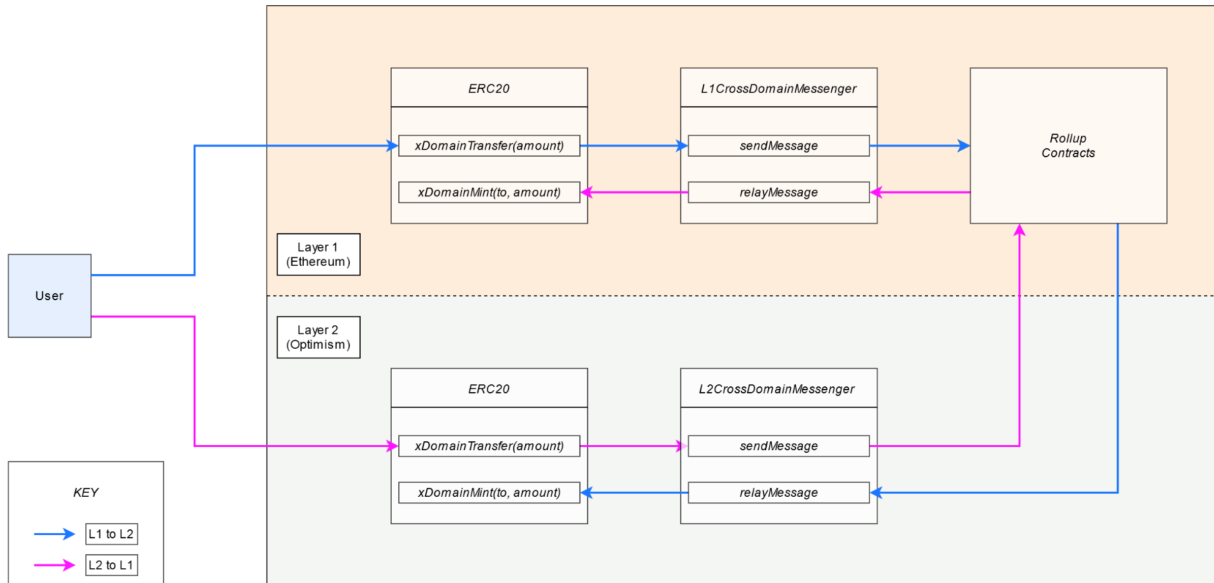 ERC20
L1CrossDomainMessenger
xDomainTransfer(amount)
sendMessage
Rollup
Contracts
xDomainMint(to, amount)
relayMessage
Layer 1
(Ethereum)
User
Layer 2
(Optimism)
ERC20
L2CrossDomainMessenger
xDomainTransfer(amount)
sendMessage
xDomainMint(to, amount)
relayMessage
KEY
L1 to L2
L2 to L1